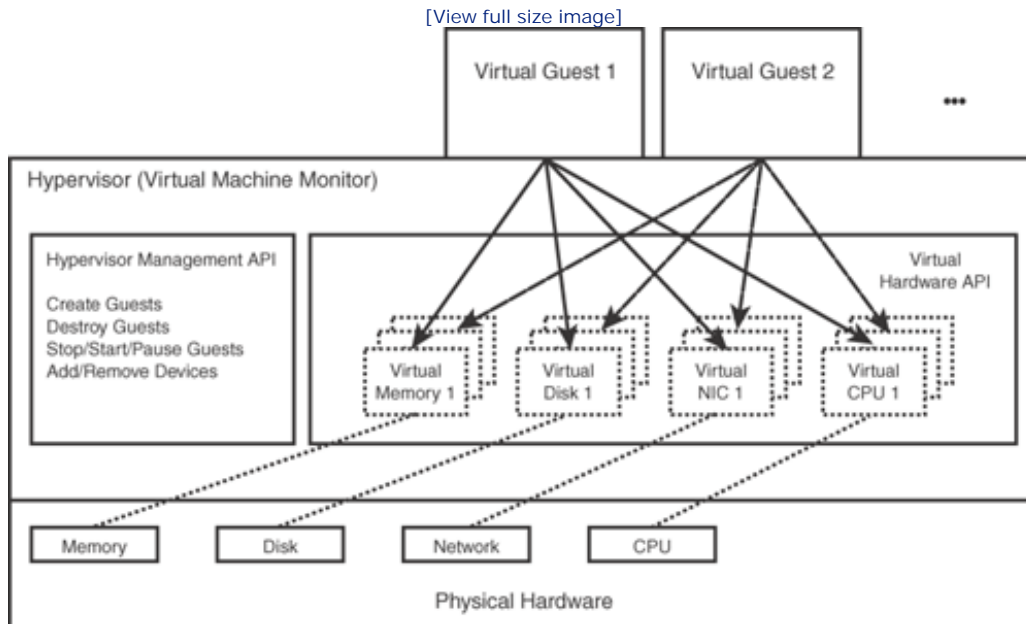 [View full size image]
Virtual Guest 1
Virtual Guest 2
...
Hypervisor (Virtual Machine Monitor)
Hypervisor Management API
Create Guests
Destroy Guests
Stop/Start/Pause Guests
Add/Remove Devices
Virtual
Hardware API
Virtual
Memory 1
Virtual
Disk 1
Virtual
NIC 1
Virtual
CPU 1
Memory
Disk
Network
CPU
Physical Hardware